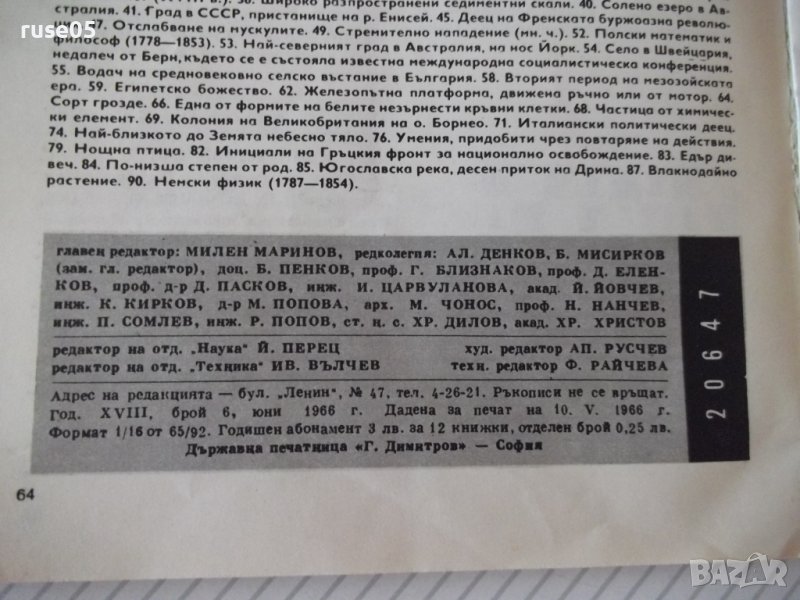 ruse05
36. Широко разпространени седиментни скали. 40. Солено езеро в Ав-
стралия. 41. Град в СССР, пристанище на р. Енисей. 45. Деец на Френската буржоазна револю-
ция. 47. Отслабване на мускулите. 49. Стремително нападение (мн. ч.). 52. Полски математик и
философ (1778—1853). 53. Най-северният град в Австралия, на нос Йорк. 54. Село в Швейцария,
недалеч от Берн, където се е състояла известна международна социалистическа конференция.
55. Водач на средновековно селско въстание в България. 58. Вторият период на мезозойската
ера. 59. Египетско божество. 62. Железопътна платформа, движена ръчно или от мотор. 64.
Сорт грозде. 66. Една от формите на белите незърнести кръвни клетки. 68. Частица от химичес-
ки елемент. 69. Колония на Великобритания на о. Борнео. 71. Италиански политически деец.
74. Най-близкото до Земята небесно тяло. 76. Умения, придобити чрез повтаряне на действия.
79. Нощна птица. 82. Инициали на Гръцкия фронт за национално освобождение. 83. Едър ди-
веч. 84. По-низша степен от род. 85. Югославска река, десен приток на Дрина. 87. Влакнодайно
растение. 90. Немски физик (1787—1854).
главен редактор: МИЛЕН МАРИНОВ, редколегия: АЛ. ДЕНКОВ, Б. МИСИРКОВ
(зам. гл. редактор), доц. Б. ПЕНКОВ, проф. Г. БЛИЗНАКОВ, проф. Д. ЕЛЕН-
КОВ, проф. д-р Д. ПАСКОВ, инж. И. ЦАРВУЛАНОВА, акад. Й. ЙОВЧЕВ,
инж. К. КИРКОВ, д-р М. ПОПОВА, арх. М. ЧОНОС, проф. Н. НАНЧЕВ,
инж. П. СОМЛЕВ, инж. Р. ПОПОВ, ст. н. с. ХР. ДИЛОВ, акад. ХР. ХРИСТОВ
редактор на отд. „Наука“ Й. ПЕРЕЦ худ. редактор АП. РУСЧЕВ
редактор на отд. „Техника“ ИВ. ВЪЛЧЕВ техн. редактор Ф. РАЙЧЕВА
Адрес на редакцията — бул. „Ленин“, № 47, тел. 4-26-21. Ръкописи не се връщат.
Год. XVIII, брой 6, юни 1966 г. Дадена за печат на 10. V. 1966 г.
Формат 1/16 от 65/92. Годишен абонамент 3 лв. за 12 книжки, отделен брой 0,25 лв.
Държавна печатница «Г. Димитров» — София
20647
64
BAZAR